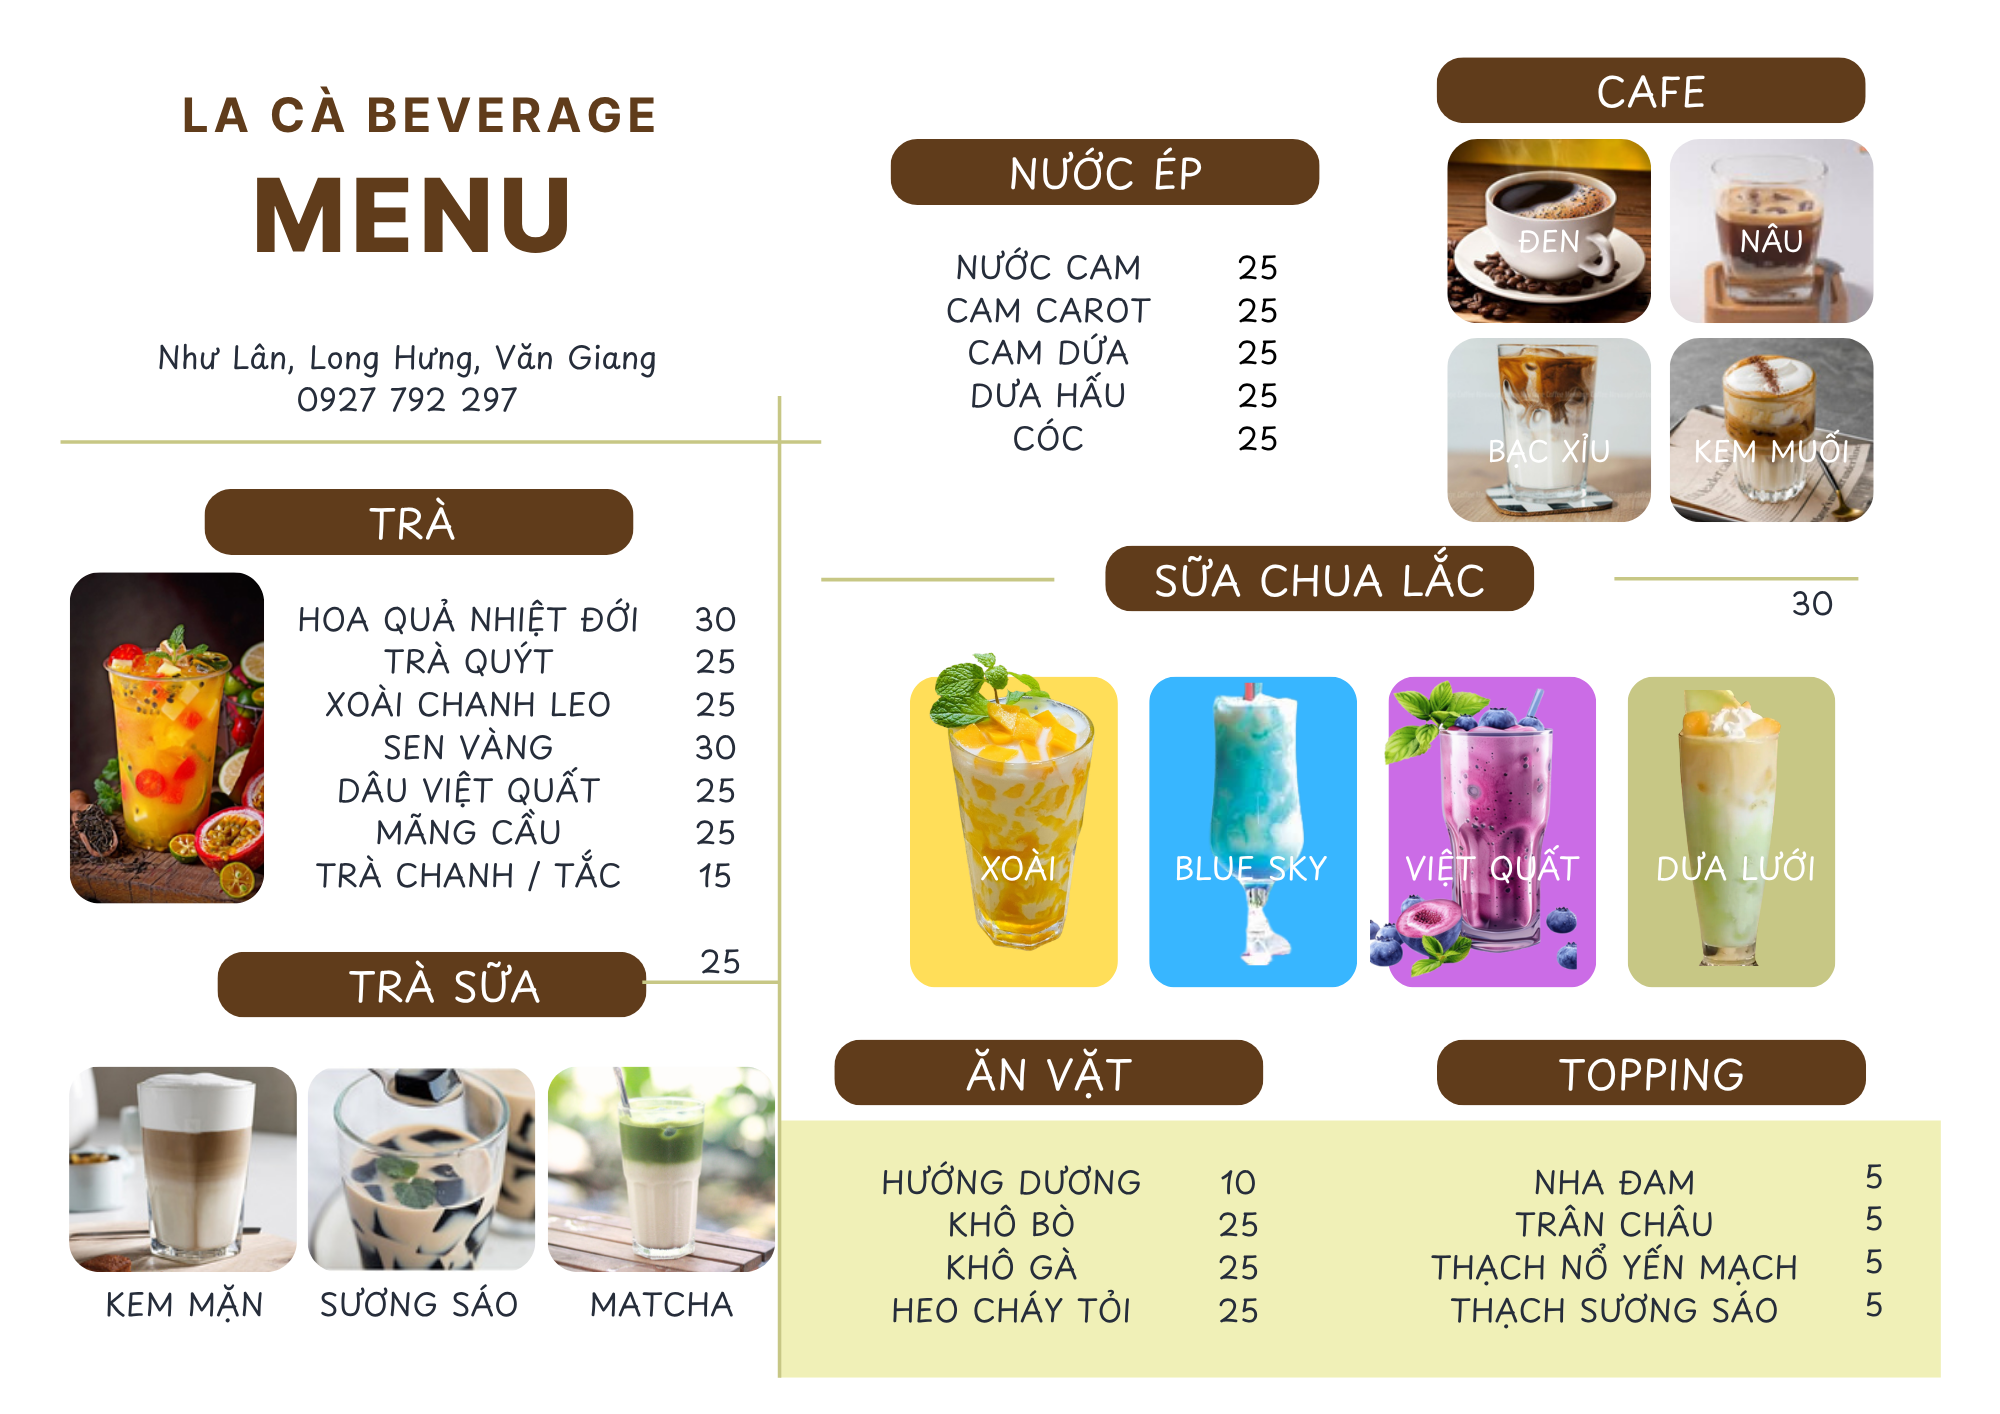 LA CÀ BEVERAGE
MENU
Như Lân, Long Hưng, Văn Giang
0927 792 297
TRÀ
HOA QUẢ NHIỆT ĐỚI 30
TRÀ QUÝT 25
XOÀI CHANH LEO 25
SEN VÀNG 30
DÂU VIỆT QUẤT 25
MÃNG CẦU 25
TRÀ CHANH / TẮC 15
TRÀ SỮA 25
KEM MẶN
SƯƠNG SÁO
MATCHA
NƯỚC ÉP
NƯỚC CAM 25
CAM CAROT 25
CAM DỨA 25
DƯA HẤU 25
CÓC 25
CAFE
ĐEN
NÂU
BẠC XỈU
KEM MUỐI
SỮA CHUA LẮC 30
XOÀI
BLUE SKY
VIỆT QUẤT
DƯA LƯỚI
ĂN VẶT
HƯỚNG DƯƠNG 10
KHÔ BÒ 25
KHÔ GÀ 25
HEO CHÁY TỎI 25
TOPPING
NHA ĐAM 5
TRÂN CHÂU 5
THẠCH NỔ YẾN MẠCH 5
THẠCH SƯƠNG SÁO 5